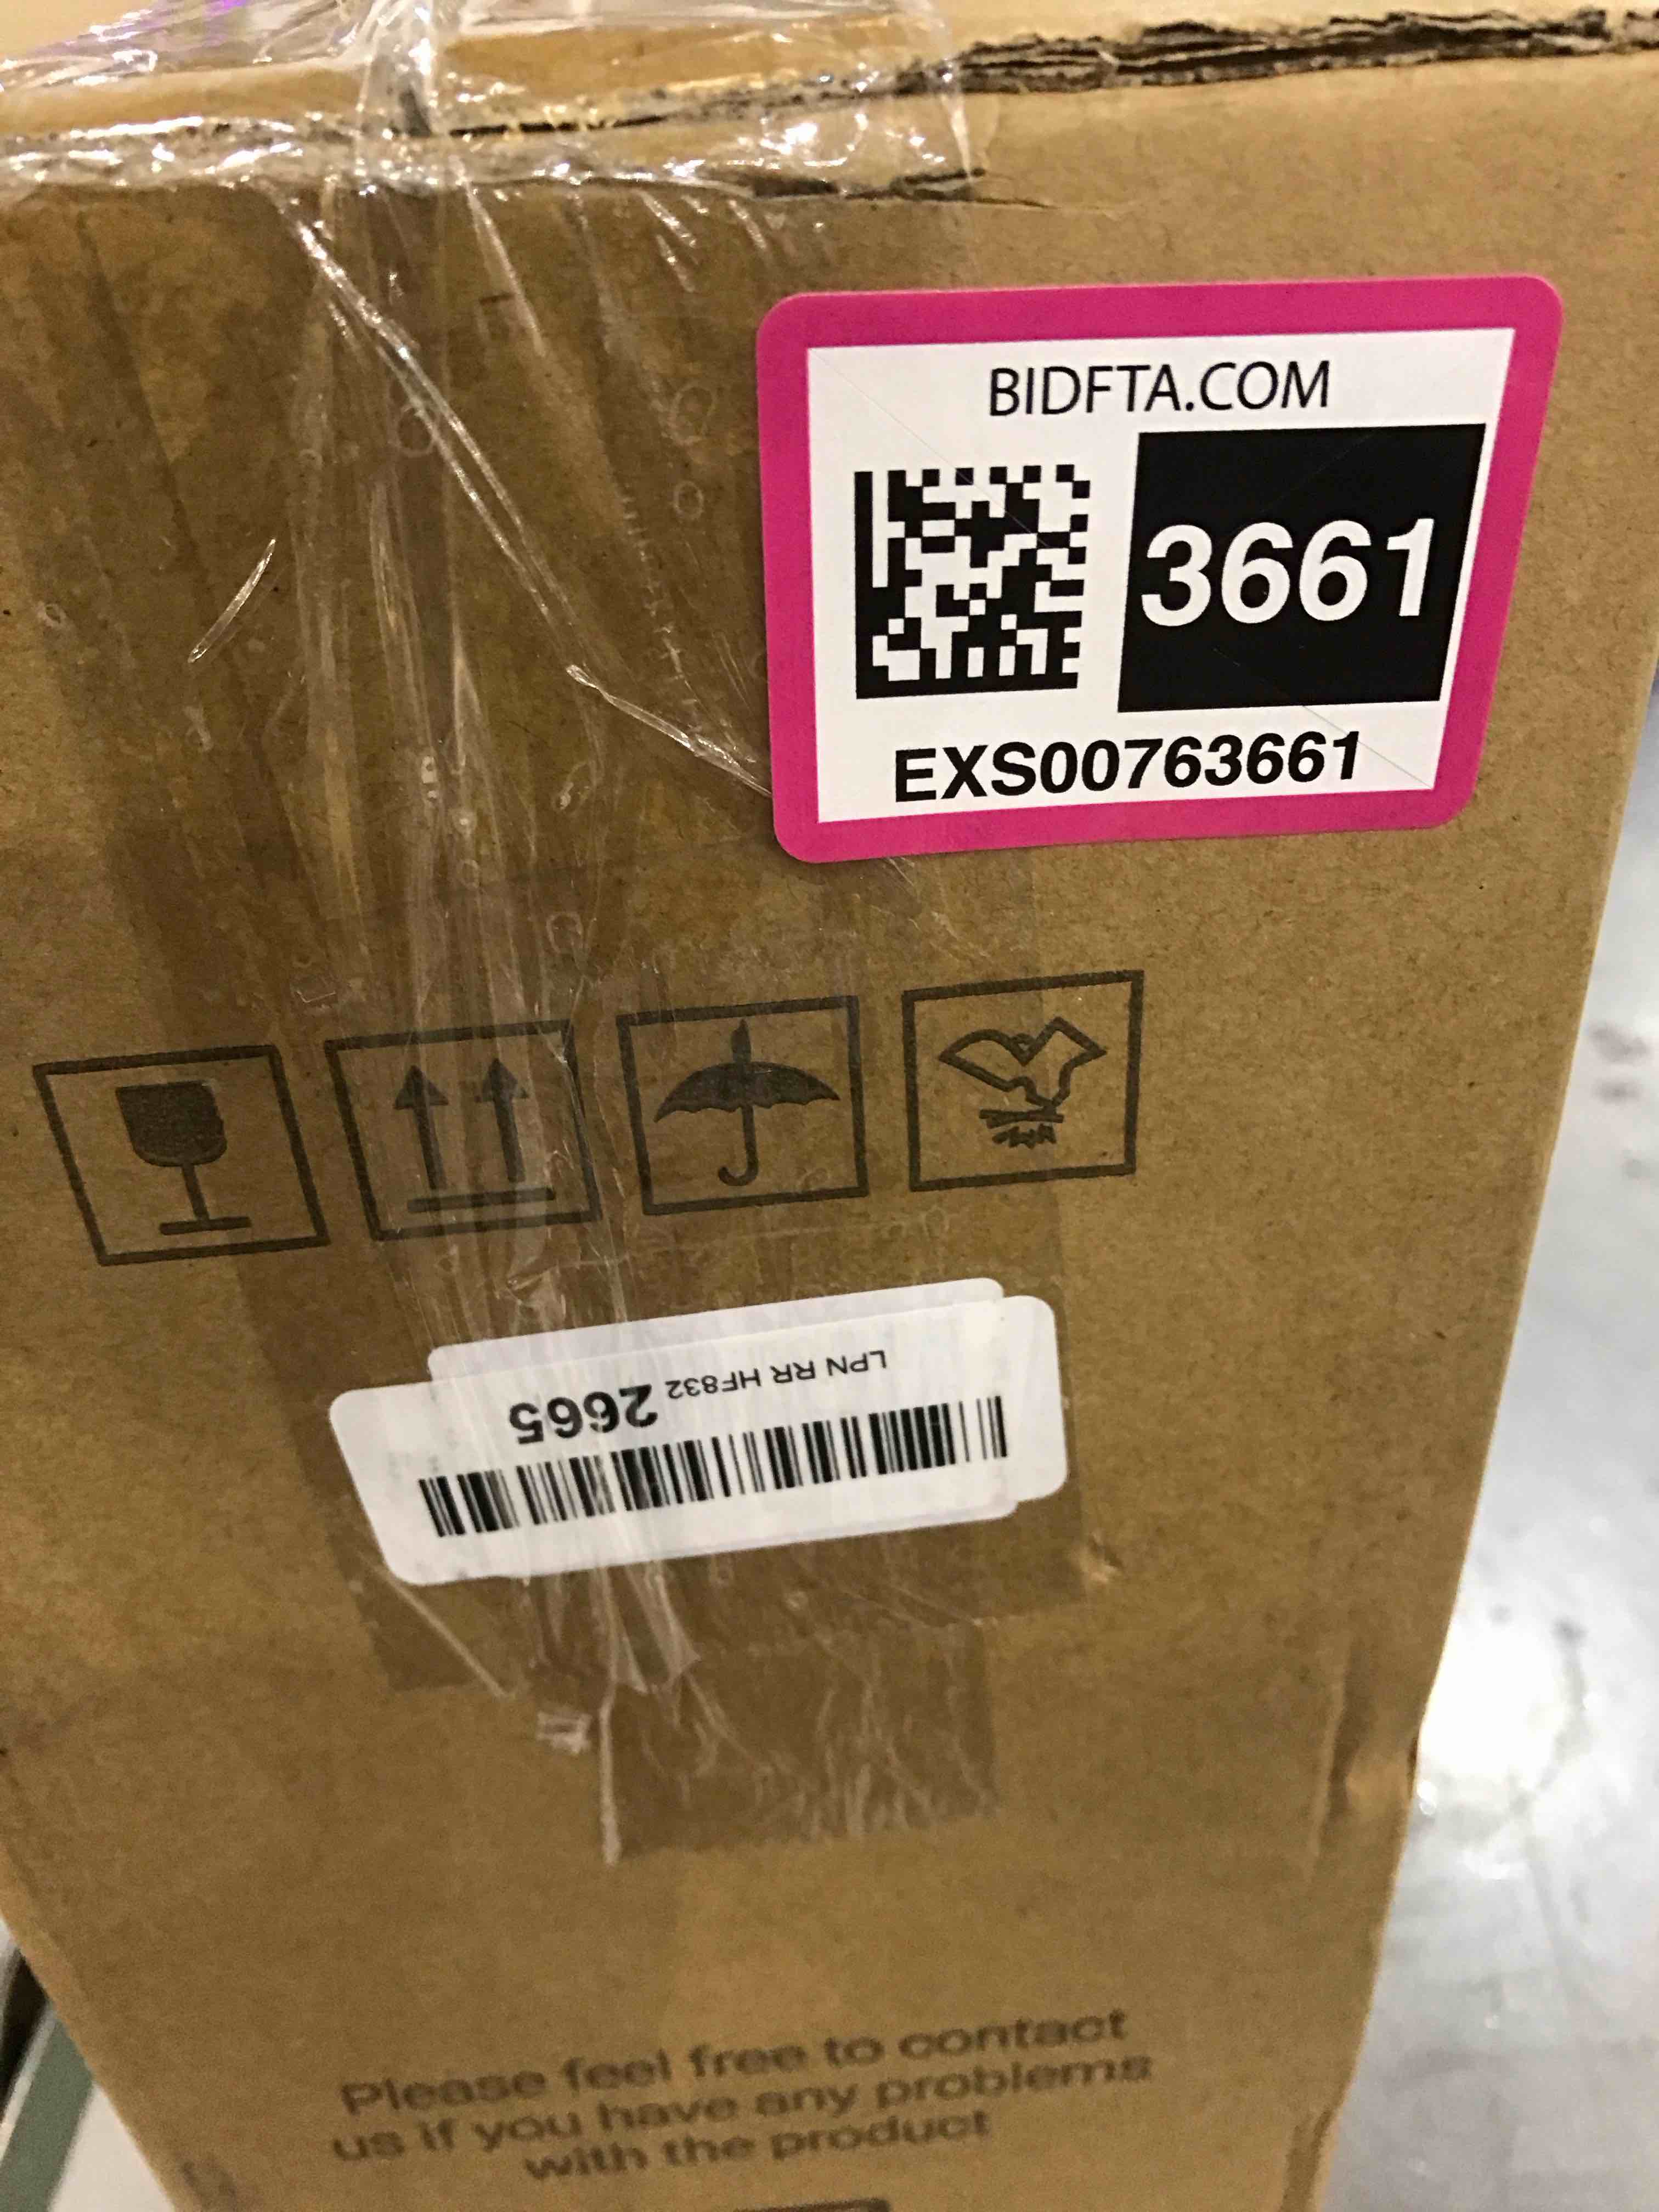 BIDFTA.COM
3661
EXS00763661
LPN RR HF832 2665
Please feel free to contact
us if you have any problems
with the product